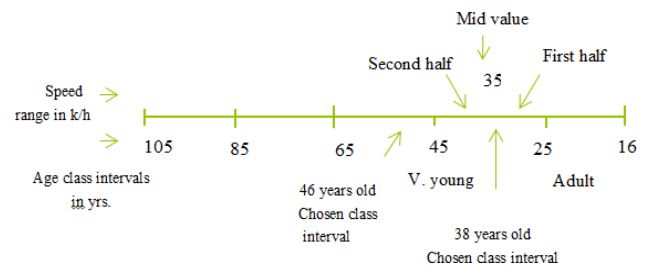 Mid value
Second half
First half
35
Speed
range in k/h
105
85
65
45
25
16
Age class intervals
in yrs.
46 years old
Chosen class
interval
V. young
Adult
38 years old
Chosen class interval